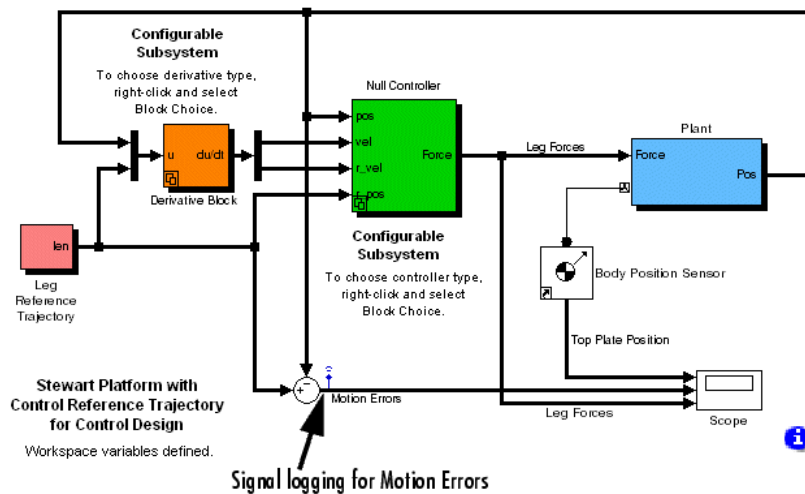 Configurable
Subsystem
To choose derivative type,
right-click and select
Block Choice.
Null Controller
pos
vel
r_vel
r_pos
Force
u
du/dt
Derivative Block
Leg Forces
Plant
Force
Pos
len
Leg
Reference
Trajectory
Configurable
Subsystem
To choose controller type,
right-click and select
Block Choice.
Body Position Sensor
Top Plate Position
Stewart Platform with
Control Reference Trajectory
for Control Design
Workspace variables defined.
+
−
Motion Errors
Leg Forces
Scope
i
Signal logging for Motion Errors